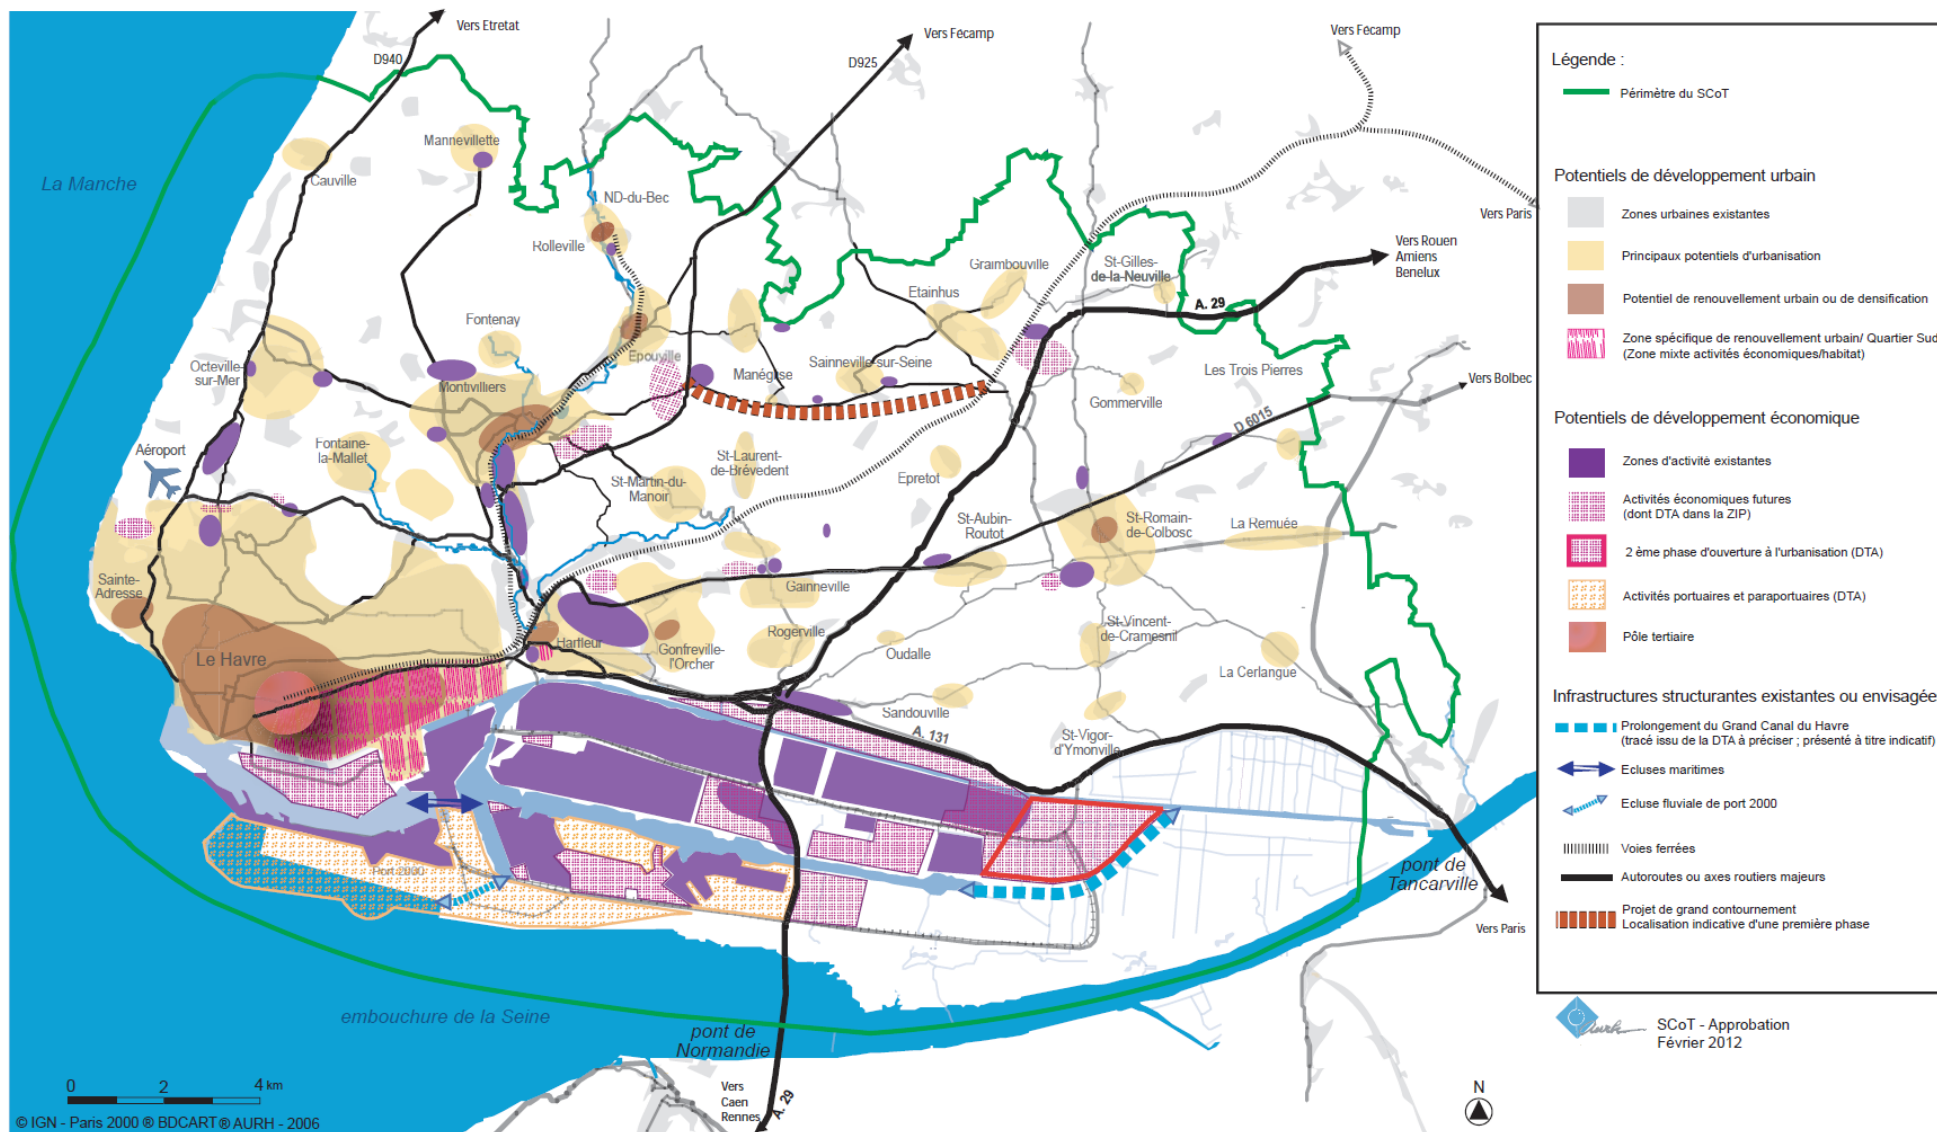 Vers Etretat
D940
D925
Vers Fécamp
Vers Fécamp
La Manche
Mannevillette
Cauville
ND-du-Bec
Rolleville
Vers Paris
Vers Rouen
Amiens
Benelux
Graimbouville
St-Gilles-
de-la-Neuville
Etainhus
A. 29
Fontenay
Epouville
Octeville-
sur-Mer
Montivilliers
Manéglise
Sainneville-sur-Seine
Les Trois Pierres
Vers Bolbec
Gommerville
D 6015
Aéroport
Fontaine-
la-Mallet
St-Laurent-
de-Brévedent
St-Martin-du-
Manoir
Epretot
St-Aubin-
Routot
St-Romain-
de-Colbosc
La Remuée
Sainte-
Adresse
Gainneville
Harfleur
Gonfreville-
l'Orcher
Rogerville
Oudalle
St-Vincent-
de-Cramesnil
La Cerlangue
Le Havre
Sandouville
A. 131
St-Vigor-
d'Ymonville
Port 2000
pont de
Tancarville
Vers Paris
embouchure de la Seine
pont de
Normandie
Vers
Caen
Rennes
A. 29
0 2 4 km
N
© IGN - Paris 2000 ® BDCART® AURH - 2006
Légende :
Périmètre du SCoT
Potentiels de développement urbain
Zones urbaines existantes
Principaux potentiels d'urbanisation
Potentiel de renouvellement urbain ou de densification
Zone spécifique de renouvellement urbain/ Quartier Sud
(Zone mixte activités économiques/habitat)
Potentiels de développement économique
Zones d'activité existantes
Activités économiques futures
(dont DTA dans la ZIP)
2 ème phase d'ouverture à l'urbanisation (DTA)
Activités portuaires et paraportuaires (DTA)
Pôle tertiaire
Infrastructures structurantes existantes ou envisagée
Prolongement du Grand Canal du Havre
(tracé issu de la DTA à préciser ; présenté à titre indicatif)
Ecluses maritimes
Ecluse fluviale de port 2000
Voies ferrées
Autoroutes ou axes routiers majeurs
Projet de grand contournement
Localisation indicative d'une première phase
aurh
SCoT - Approbation
Février 2012